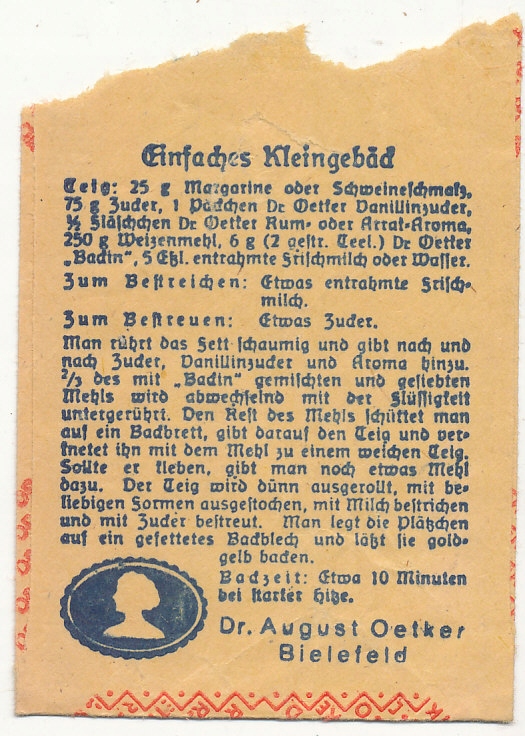 Einfaches Kleingebäck
Teig: 25 g Margarine oder Schweineschmalz,
75 g Zucker, 1 Päckchen Dr Oetker Vanillinzucker,
½ Fläschchen Dr Oetker Rum- oder Arrak-Aroma,
250 g Weizenmehl, 6 g (2 gestr. Teel.) Dr Oetker
„Backin“, 5 Eßl. entrahmte Frischmilch oder Wasser.
Zum Bestreichen: Etwas entrahmte Frisch-
milch.
Zum Bestreuen: Etwas Zucker.
Man rührt das Fett schaumig und gibt nach und
nach Zucker, Vanillinzucker und Aroma hinzu.
⅔ des mit „Backin“ gemischten und gesiebten
Mehls wird abwechselnd mit der Flüssigkeit
untergerührt. Den Rest des Mehls schüttet man
auf ein Backbrett, gibt darauf den Teig und ver-
knetet ihn mit dem Mehl zu einem weichen Teig.
Sollte er kleben, gibt man noch etwas Mehl
dazu. Der Teig wird dünn ausgerollt, mit be-
liebigen Formen ausgestochen, mit Milch bestrichen
und mit Zucker bestreut. Man legt die Plätzchen
auf ein gefettetes Backblech und läßt sie gold-
gelb backen.
Backzeit: Etwa 10 Minuten
bei starker Hitze.
Dr. August Oetker
Bielefeld